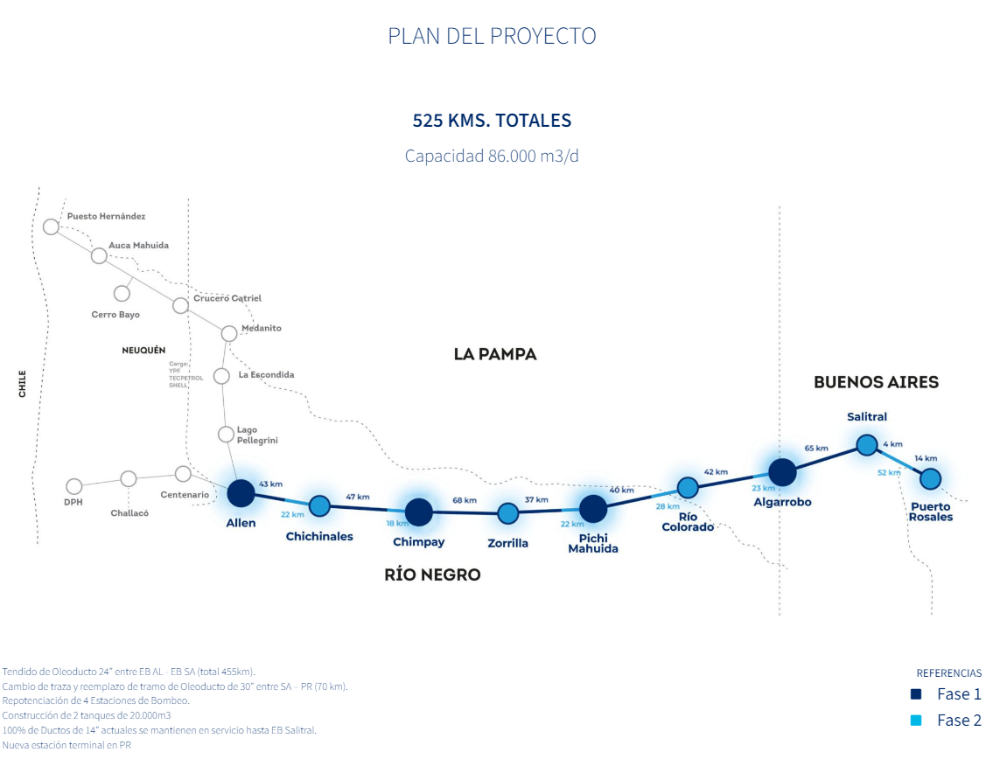 PLAN DEL PROYECTO
525 KMS. TOTALES
Capacidad 86.000 m3/d
Puesto Hernández
Auca Mahuida
Cerro Bayo
Crucero Catriel
Medanito
NEUQUÉN
Carga:
YPF
TECPETROL
SHELL
La Escondida
CHILE
LA PAMPA
BUENOS AIRES
Lago
Pellegrini
DPH
Challacó
Centenario
Allen
43 km
22 km
Chichinales
47 km
18 km
Chimpay
68 km
Zorrilla
37 km
22 km
Pichi
Mahuida
40 km
28 km
Río
Colorado
42 km
23 km
Algarrobo
65 km
Salitral
4 km
52 km
14 km
Puerto
Rosales
RÍO NEGRO
Tendido de Oleoducto 24” entre EB AL - EB SA (total 455km).
Cambio de traza y reemplazo de tramo de Oleoducto de 30” entre SA – PR (70 km).
Repotenciación de 4 Estaciones de Bombeo.
Construcción de 2 tanques de 20.000m3
100% de Ductos de 14” actuales se mantienen en servicio hasta EB Salitral.
Nueva estación terminal en PR
REFERENCIAS
Fase 1
Fase 2